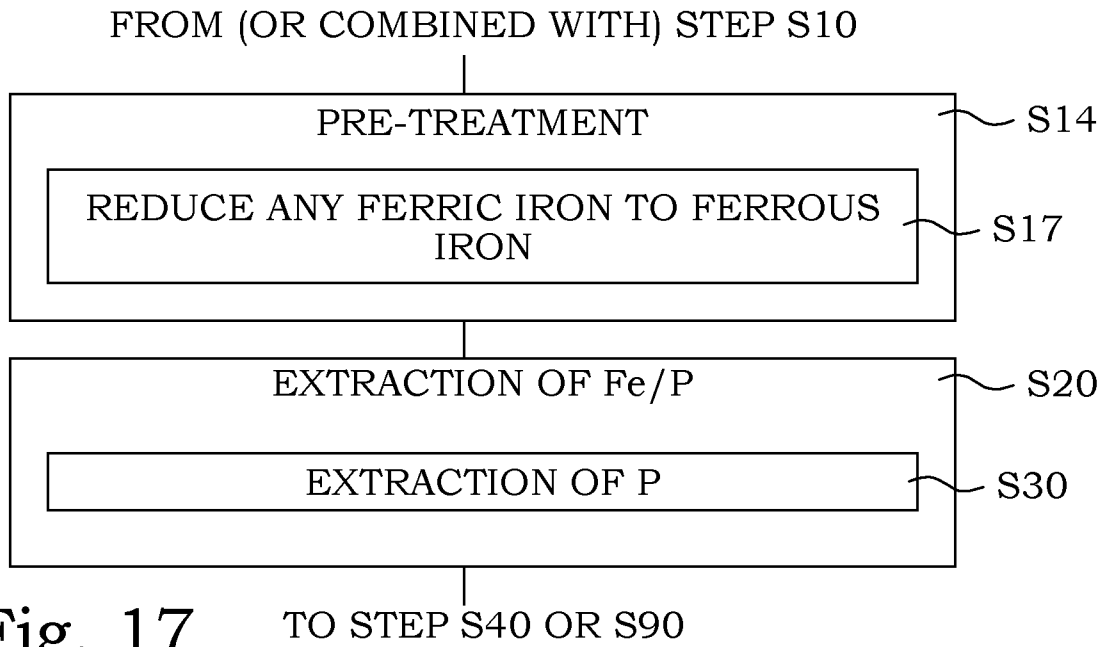 FROM (OR COMBINED WITH) STEP S10
PRE-TREATMENT
S14
REDUCE ANY FERRIC IRON TO FERROUS
IRON
S17
EXTRACTION OF Fe/P
S20
EXTRACTION OF P
S30
Fig. 17
TO STEP S40 OR S90